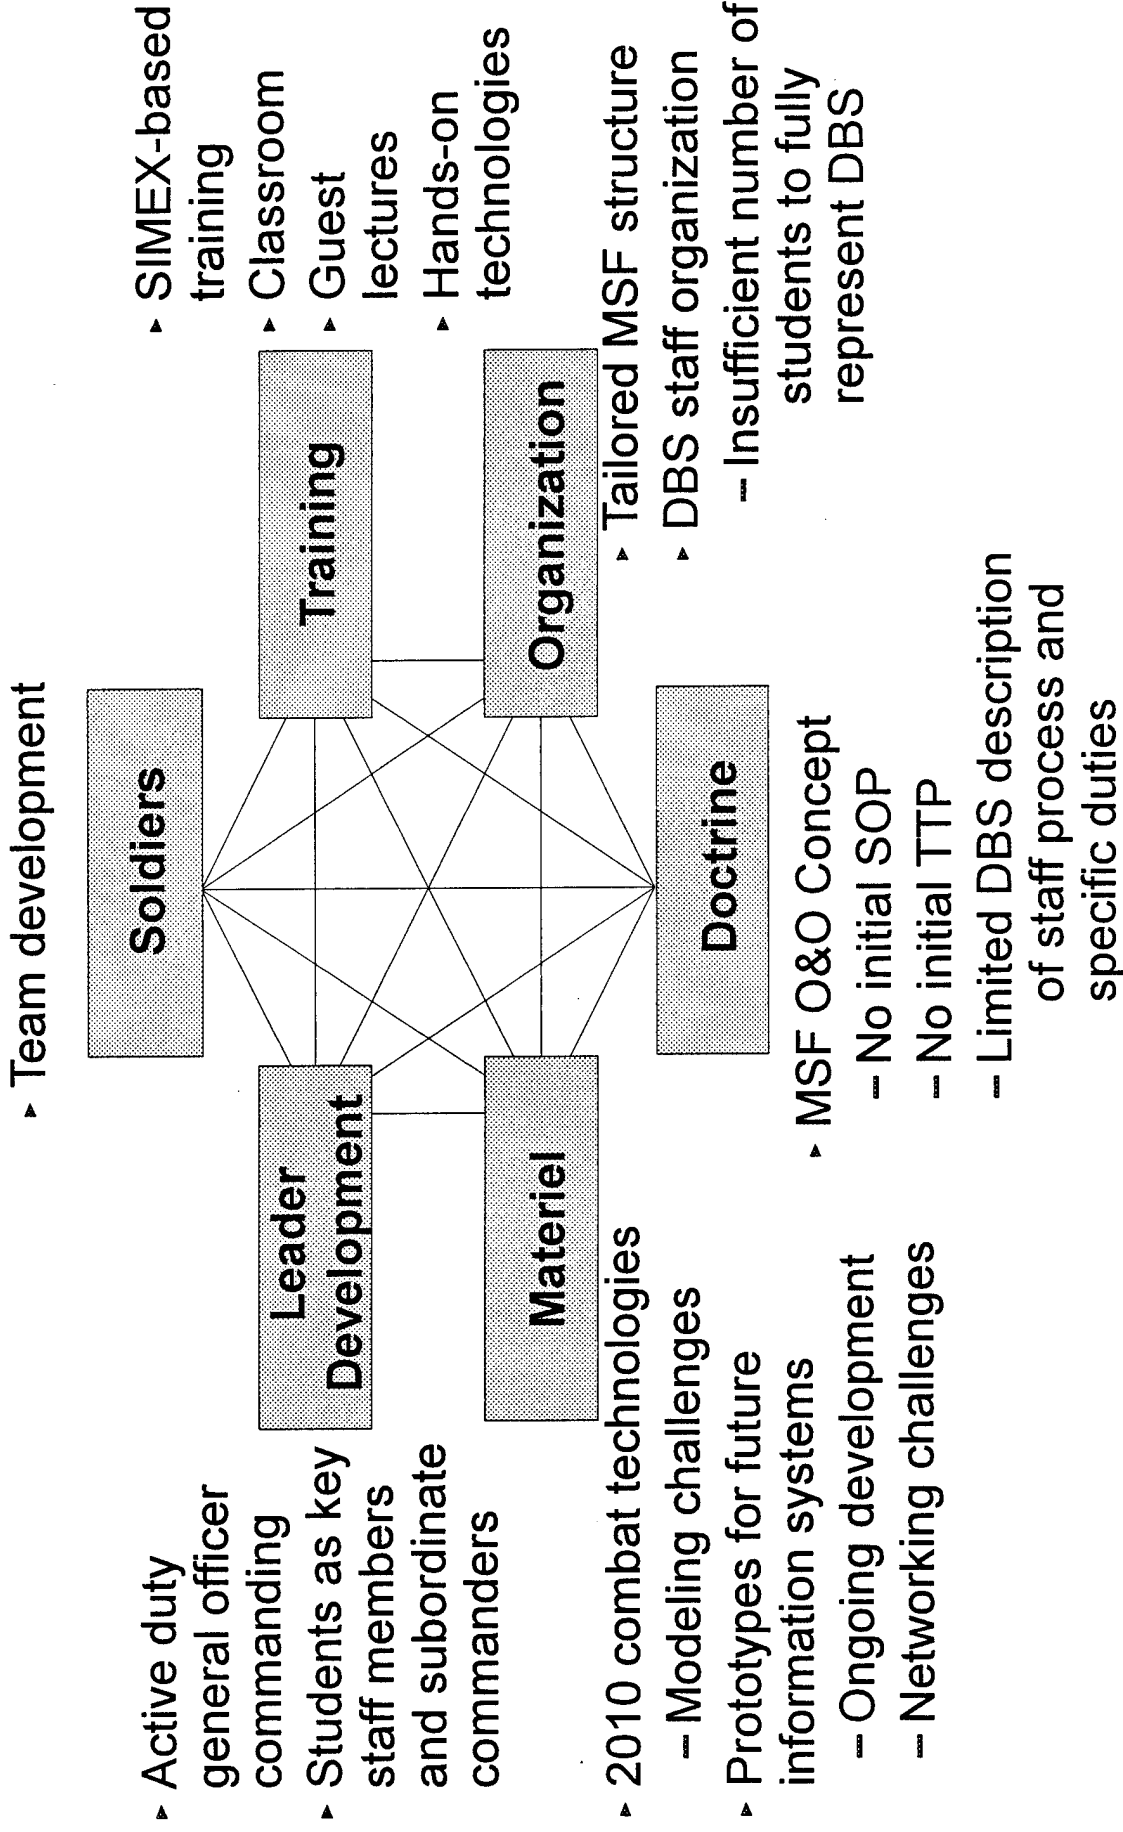 ▸ Team development
Soldiers
Leader
Development
▸ Active duty
general officer
commanding
▸ Students as key
staff members
and subordinate
commanders
Training
▸ SIMEX-based
training
▸ Classroom
▸ Guest
lectures
▸ Hands-on
technologies
Materiel
▸ 2010 combat technologies
– Modeling challenges
▸ Prototypes for future
information systems
– Ongoing development
– Networking challenges
Organization
▸ Tailored MSF structure
▸ DBS staff organization
– Insufficient number of
students to fully
represent DBS
Doctrine
▸ MSF O&O Concept
– No initial SOP
– No initial TTP
– Limited DBS description
of staff process and
specific duties